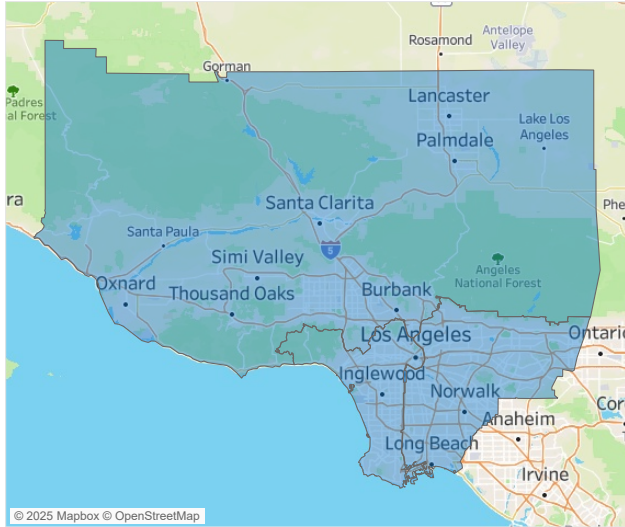 Rosamond
Antelope
Valley
Gorman
Padres
al Forest
Lancaster
Lake Los
Angeles
Palmdale
ra
Santa Clarita
Phe
Santa Paula
5
Simi Valley
Angeles
National Forest
Oxnard
Thousand Oaks
Burbank
Los Angeles
Ontario
Inglewood
Norwalk
Cor
Anaheim
Long Beach
Irvine
© 2025 Mapbox © OpenStreetMap